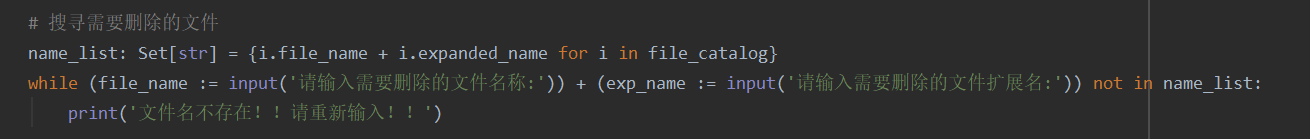 # 搜寻需要删除的文件
name_list: Set[str] = {i.file_name + i.expanded_name for i in file_catalog}
while (file_name := input('请输入需要删除的文件名称:')) + (exp_name := input('请输入需要删除的文件扩展名:')) not in name_list:
print('文件名不存在！！请重新输入！！')